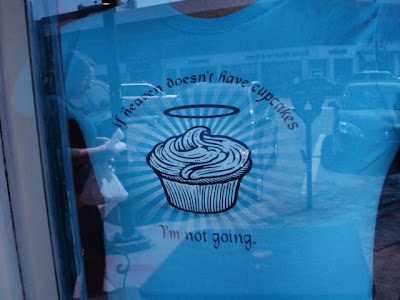 If heaven doesn't have cupcakes
I'm not going.